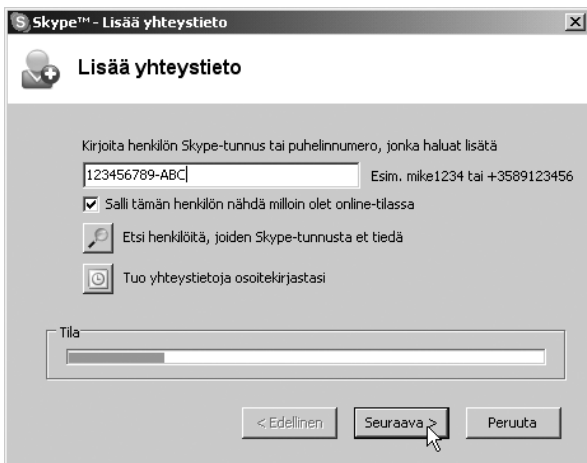 Skype™ - Lisää yhteystieto
Lisää yhteystieto
Kirjoita henkilön Skype-tunnus tai puhelinnumero, jonka haluat lisätä
123456789-ABC Esim. mike1234 tai +3589123456
Salli tämän henkilön nähdä milloin olet online-tilassa
Etsi henkilöitä, joiden Skype-tunnusta et tiedä
Tuo yhteystietoja osoitekirjastasi
Tila
< Edellinen Seuraava > Peruuta